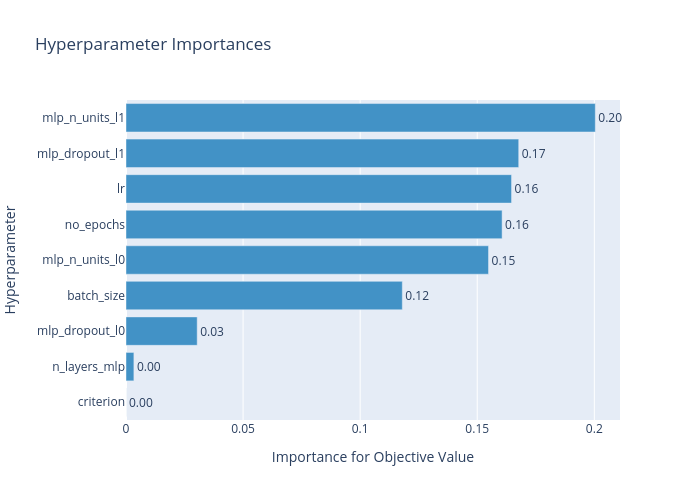 Hyperparameter Importances
Hyperparameter
mlp_n_units_l1 0.20
mlp_dropout_l1 0.17
lr 0.16
no_epochs 0.16
mlp_n_units_l0 0.15
batch_size 0.12
mlp_dropout_l0 0.03
n_layers_mlp 0.00
criterion 0.00
0 0.05 0.1 0.15 0.2
Importance for Objective Value